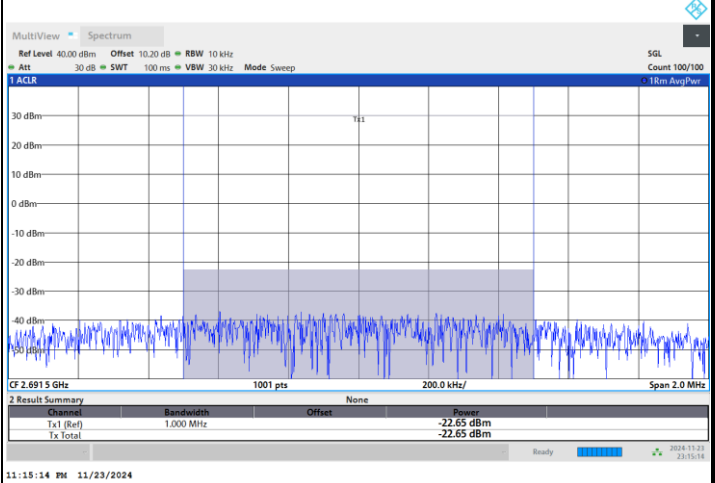 MultiView Spectrum
Ref Level 40.00 dBm Offset 10.20 dB RBW 10 kHz SGL
Att 30 dB SWT 100 ms VBW 30 kHz Mode Sweep Count 100/100
1 ACLR 1Rm AvgPwr
30 dBm
Tx1
20 dBm
10 dBm
0 dBm
-10 dBm
-20 dBm
-30 dBm
-40 dBm
-50 dBm
CF 2.691 5 GHz 1001 pts 200.0 kHz/ Span 2.0 MHz
2 Result Summary None
Channel Bandwidth Offset Power
Tx1 (Ref) 1.000 MHz -22.65 dBm
Tx Total -22.65 dBm
Ready 2024-11-23
23:15:14
11:15:14 PM 11/23/2024